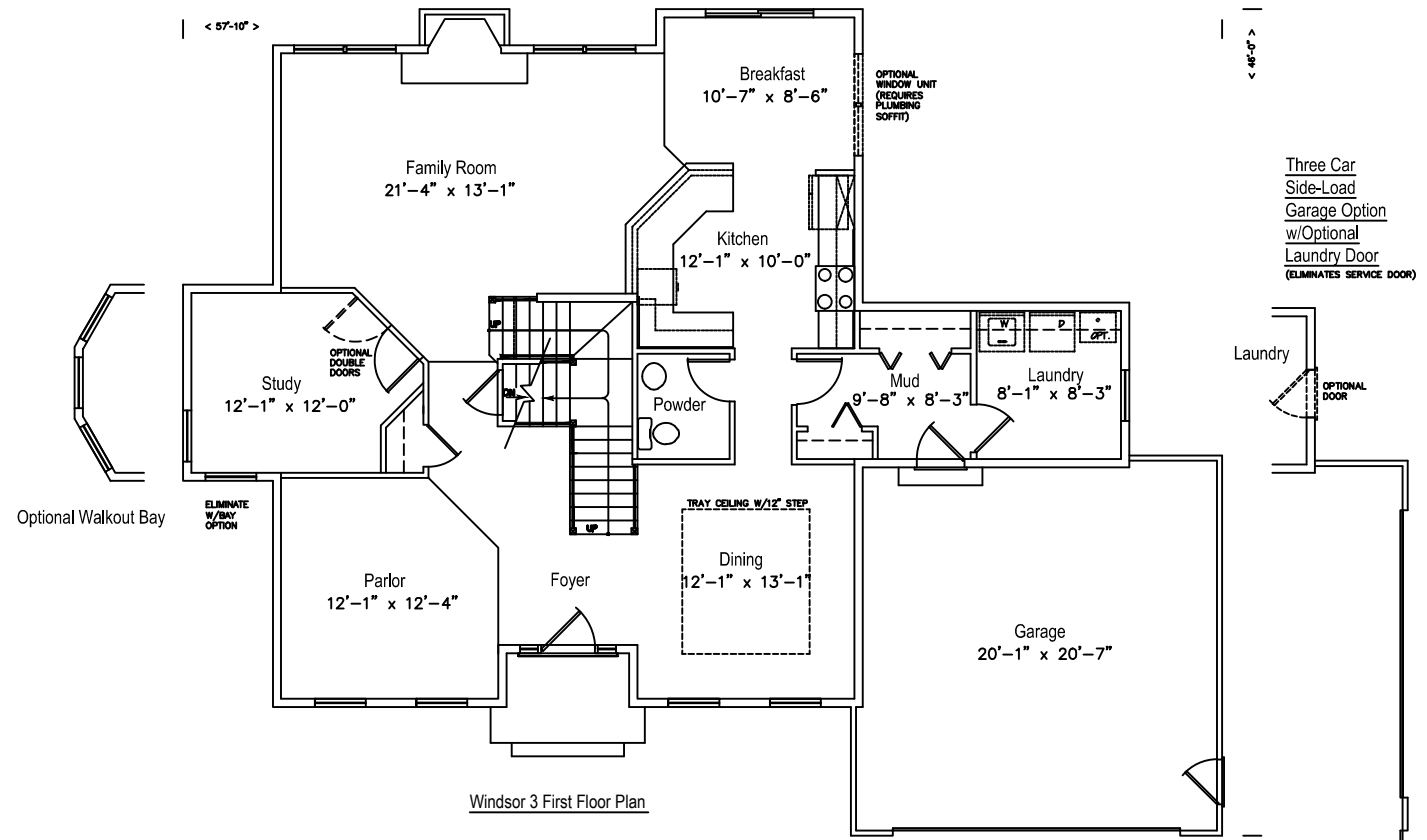 < 57'-10" >
< 46'-0" >
Breakfast
10'-7" x 8'-6"
OPTIONAL
WINDOW UNIT
(REQUIRES
PLUMBING
SOFFIT)
Family Room
21'-4" x 13'-1"
Three Car
Side-Load
Garage Option
w/Optional
Laundry Door
(ELIMINATES SERVICE DOOR)
Kitchen
12'-1" x 10'-0"
UP
DN
OPTIONAL
DOUBLE
DOORS
Study
12'-1" x 12'-0"
Powder
Mud
9'-8" x 8'-3"
W
D
OPT.
Laundry
8'-1" x 8'-3"
Laundry
OPTIONAL
DOOR
Optional Walkout Bay
ELIMINATE
W/BAY
OPTION
UP
TRAY CEILING W/12" STEP
Dining
12'-1" x 13'-1"
Parlor
12'-1" x 12'-4"
Foyer
Garage
20'-1" x 20'-7"
Windsor 3 First Floor Plan